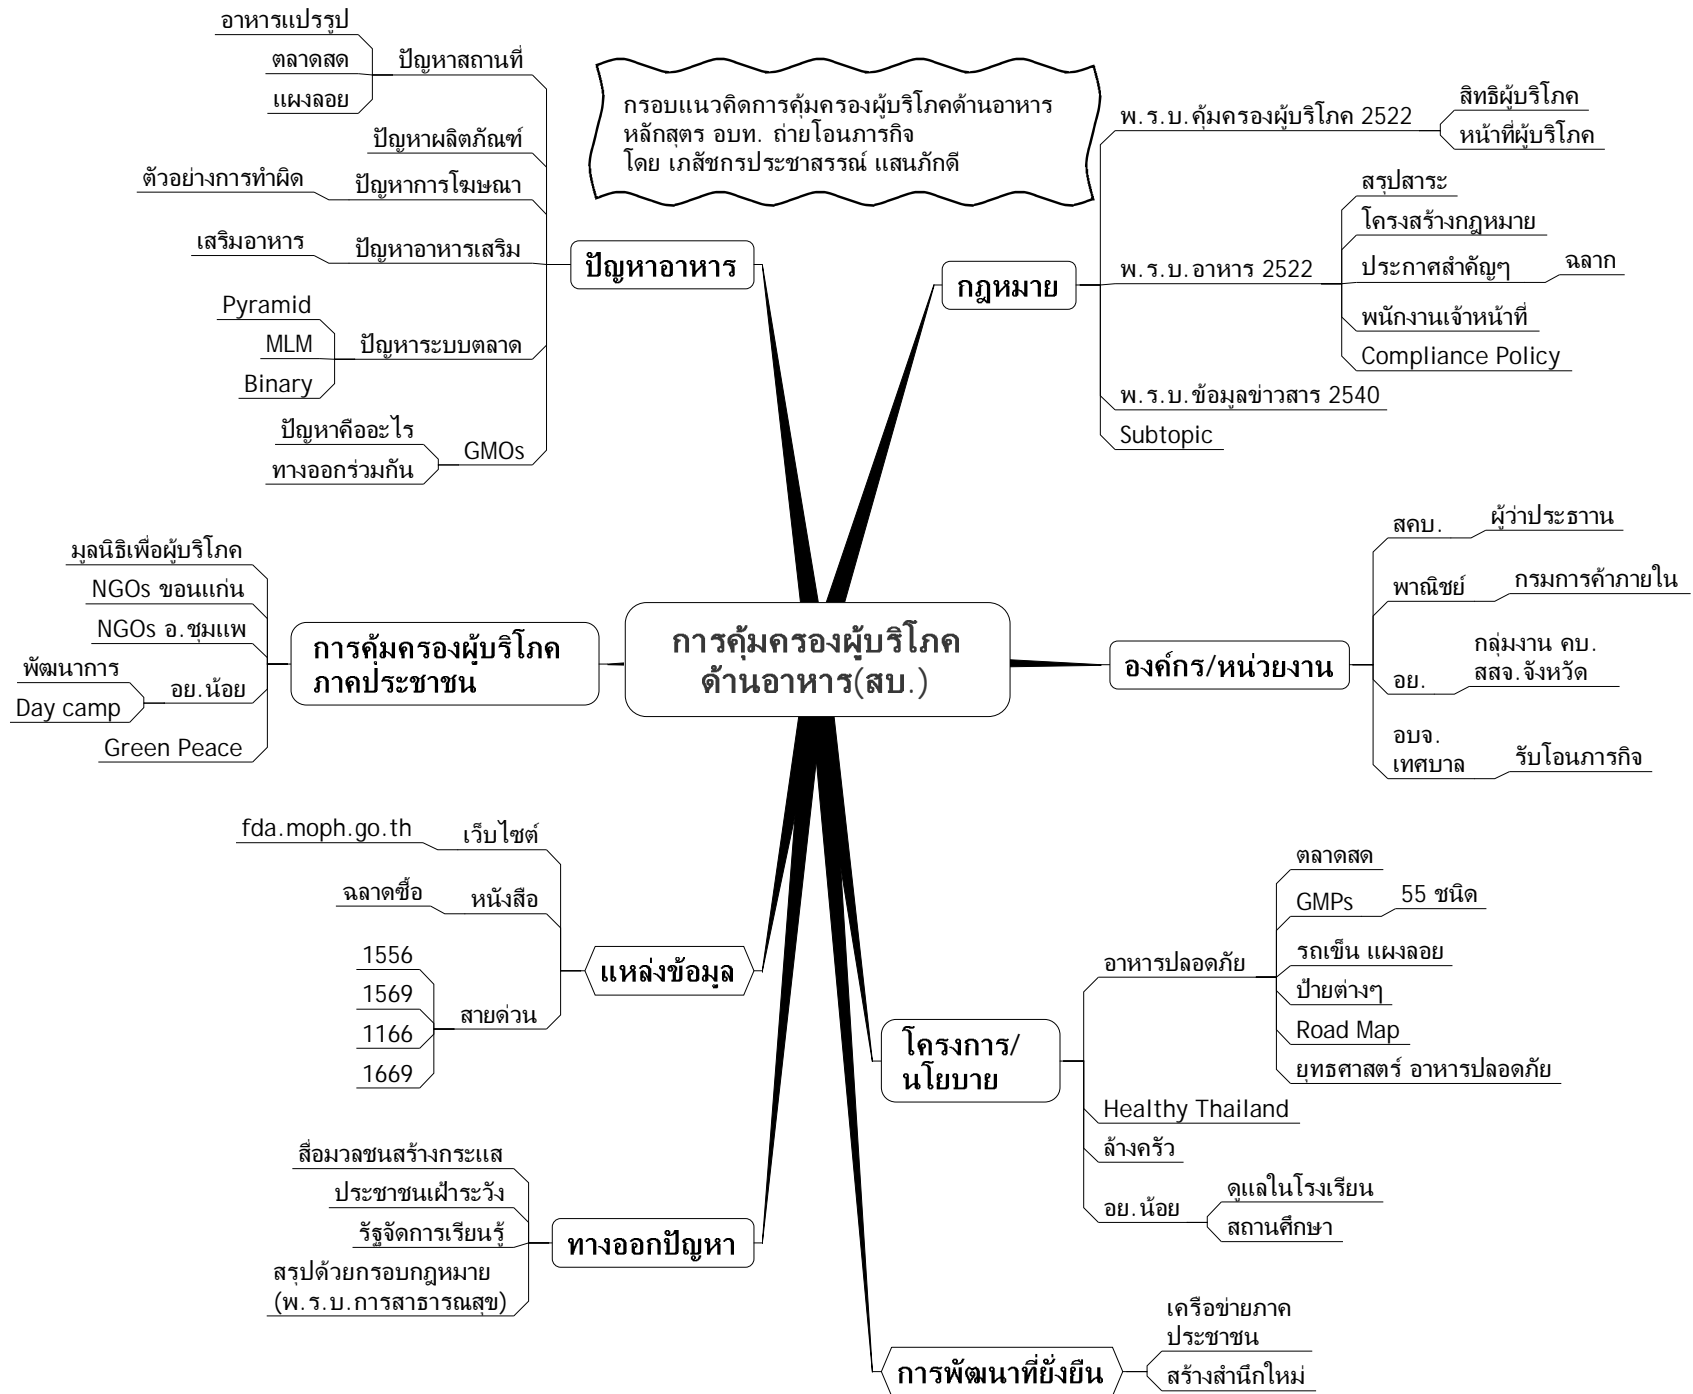 กรอบแนวคิดการคุ้มครองผู้บริโภคด้านอาหาร
หลักสุตร อบท. ถ่ายโอนภารกิจ
โดย เภสัชกรประชาสรรณ์ แสนภักดี
การคุ้มครองผู้บริโภค
ด้านอาหาร(สบ.)
กฎหมาย
พ.ร.บ.คุ้มครองผู้บริโภค 2522
สิทธิผู้บริโภค
หน้าที่ผู้บริโภค
พ.ร.บ.อาหาร 2522
สรุปสาระ
โครงสร้างกฎหมาย
ประกาศสำคัญๆ
ฉลาก
พนักงานเจ้าหน้าที่
Compliance Policy
พ.ร.บ.ข้อมูลข่าวสาร 2540
Subtopic
องค์กร/หน่วยงาน
สคบ.
ผู้ว่าประธาาน
พาณิชย์
กรมการค้าภายใน
อย.
กลุ่มงาน คบ.
สสจ.จังหวัด
อบจ.
เทศบาล
รับโอนภารกิจ
โครงการ/
นโยบาย
อาหารปลอดภัย
ตลาดสด
GMPs
55 ชนิด
รถเข็น แผงลอย
ป้ายต่างๆ
Road Map
ยุทธศาสตร์ อาหารปลอดภัย
Healthy Thailand
ล้างครัว
อย.น้อย
ดูแลในโรงเรียน
สถานศึกษา
การพัฒนาที่ยั่งยืน
เครือข่ายภาค
ประชาชน
สร้างสำนึกใหม่
ทางออกปัญหา
สื่อมวลชนสร้างกระแส
ประชาชนเฝ้าระวัง
รัฐจัดการเรียนรู้
สรุปด้วยกรอบกฎหมาย
(พ.ร.บ.การสาธารณสุข)
แหล่งข้อมูล
เว็บไซต์
fda.moph.go.th
หนังสือ
ฉลาดซื้อ
สายด่วน
1556
1569
1166
1669
การคุ้มครองผู้บริโภค
ภาคประชาชน
มูลนิธิเพื่อผู้บริโภค
NGOs ขอนแก่น
NGOs อ.ชุมแพ
อย.น้อย
พัฒนาการ
Day camp
Green Peace
ปัญหาอาหาร
ปัญหาสถานที่
อาหารแปรรูป
ตลาดสด
แผงลอย
ปัญหาผลิตภัณฑ์
ปัญหาการโฆษณา
ตัวอย่างการทำผิด
ปัญหาอาหารเสริม
เสริมอาหาร
ปัญหาระบบตลาด
Pyramid
MLM
Binary
GMOs
ปัญหาคืออะไร
ทางออกร่วมกัน